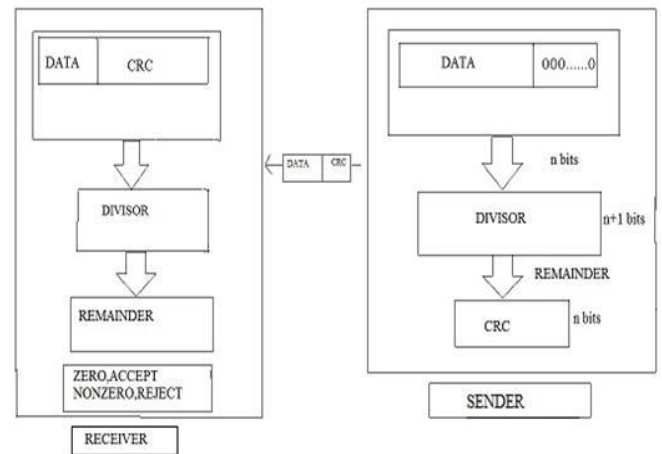 DATA
CRC
DIVISOR
REMAINDER
ZERO,ACCEPT
NONZERO,REJECT
RECEIVER
DATA
CRC
DATA
000......0
n bits
DIVISOR
n+1 bits
REMAINDER
CRC
n bits
SENDER